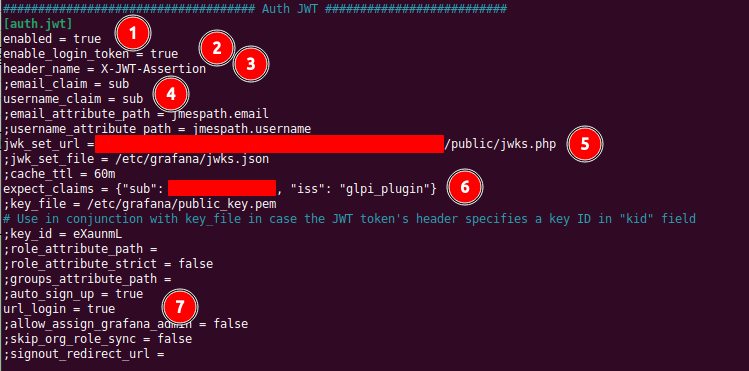 #################################### Auth JWT ##########################
[auth.jwt]
enabled = true 1
enable_login_token = true 2
header_name = X-JWT-Assertion 3
;email_claim = sub
username_claim = sub 4
;email_attribute_path = jmespath.email
;username_attribute_path = jmespath.username
jwk_set_url = /public/jwks.php 5
;jwk_set_file = /etc/grafana/jwks.json
;cache_ttl = 60m
expect_claims = {"sub": , "iss": "glpi_plugin"} 6
;key_file = /etc/grafana/public_key.pem
# Use in conjunction with key_file in case the JWT token's header specifies a key ID in "kid" field
;key_id = eXaunmL
;role_attribute_path =
;role_attribute_strict = false
;groups_attribute_path =
;auto_sign_up = true
url_login = true 7
;allow_assign_grafana_admin = false
;skip_org_role_sync = false
;signout_redirect_url =